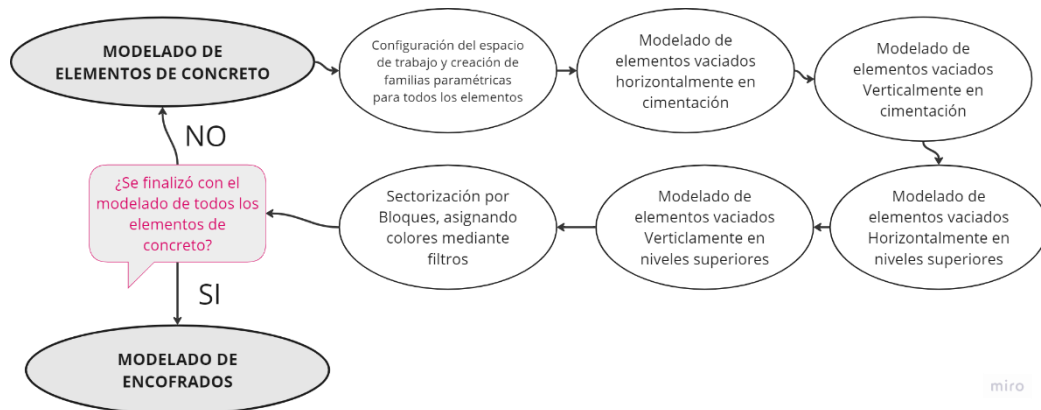 MODELADO DE
ELEMENTOS DE CONCRETO
Configuración del espacio
de trabajo y creación de
familias paramétricas
para todos los elementos
Modelado de
elementos vaciados
horizontalmente en
cimentación
Modelado de
elementos vaciados
Verticalmente en
cimentación
Modelado de
elementos vaciados
Horizontalmente en
niveles superiores
Modelado de
elementos vaciados
Verticlamente en
niveles superiores
Sectorización por
Bloques, asignando
colores mediante
filtros
¿Se finalizó con el
modelado de todos los
elementos de
concreto?
NO
SI
MODELADO DE
ENCOFRADOS
miro